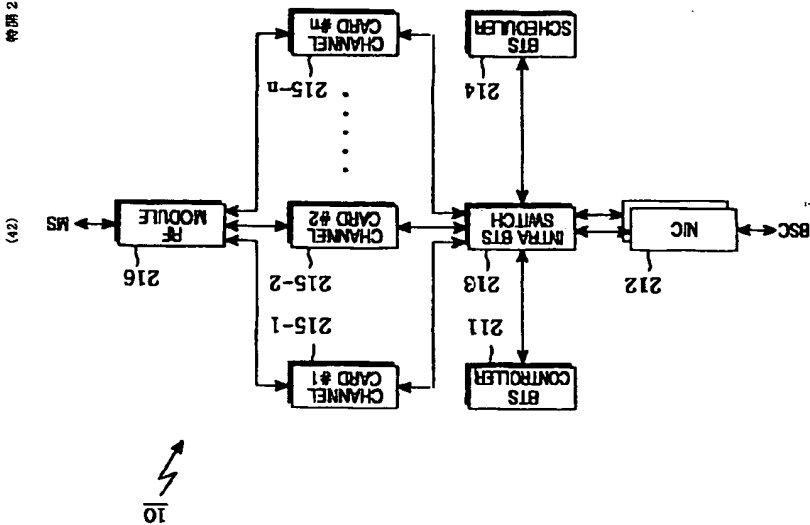 (42)
特開2
10
BTS
CONTROLLER
211
CHANNEL
CARD #1
215-1
BSC
NIC
212
INTRA BTS
SWITCH
213
CHANNEL
CARD #2
215-2
RF
MODULE
216
MS
BTS
SCHEDULER
214
CHANNEL
CARD #n
215-n